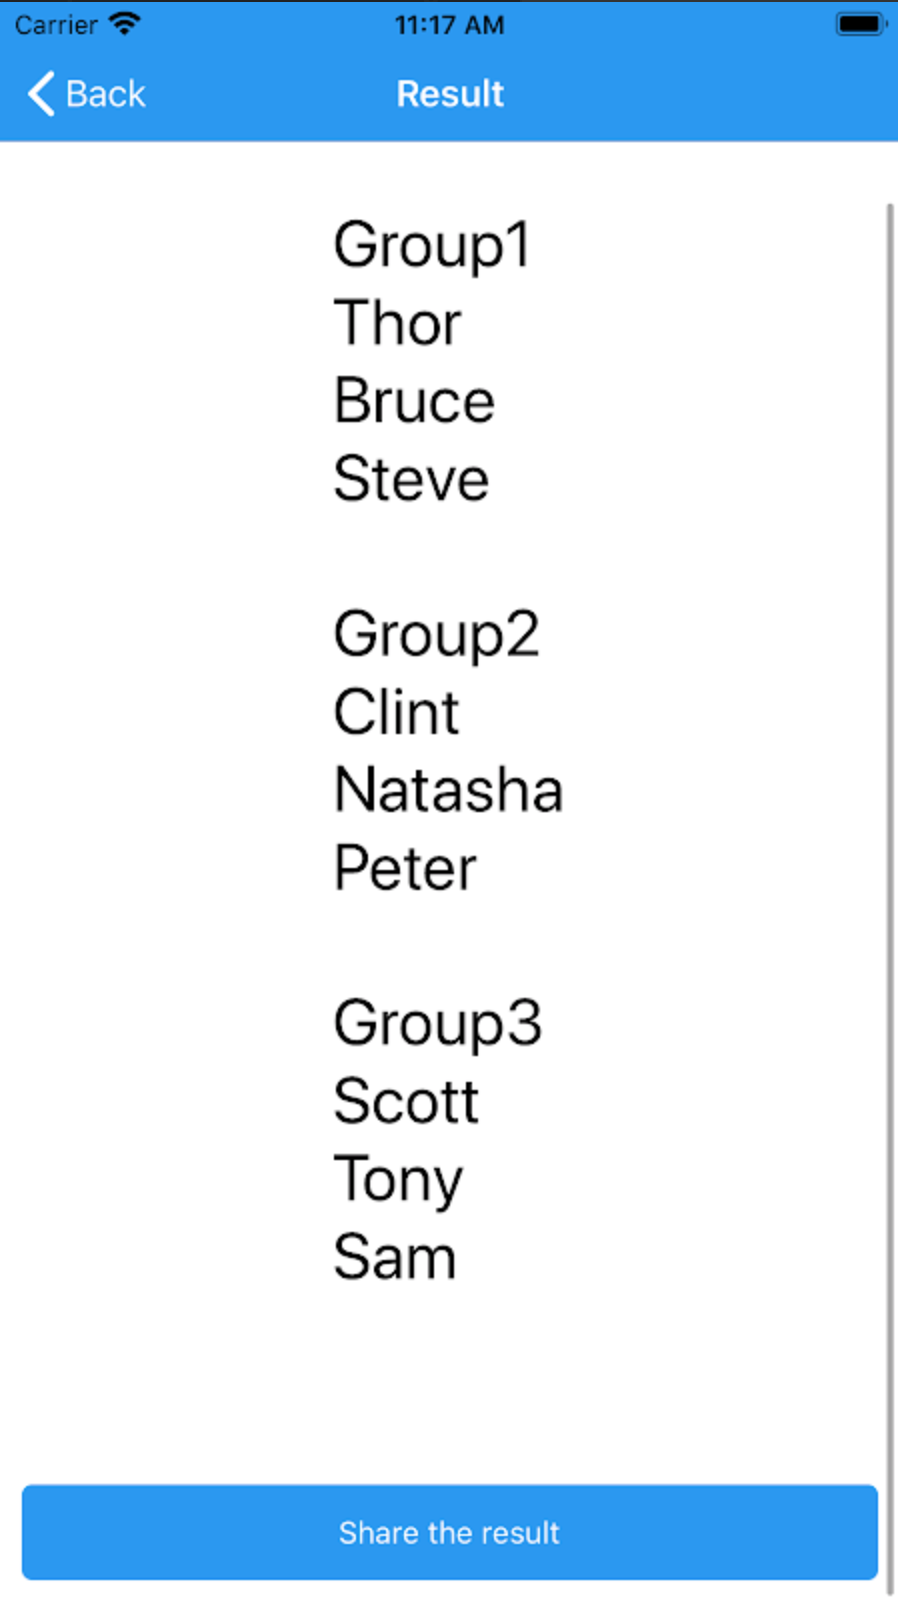 Carrier 11:17 AM
Back Result
Group1
Thor
Bruce
Steve
Group2
Clint
Natasha
Peter
Group3
Scott
Tony
Sam
Share the result